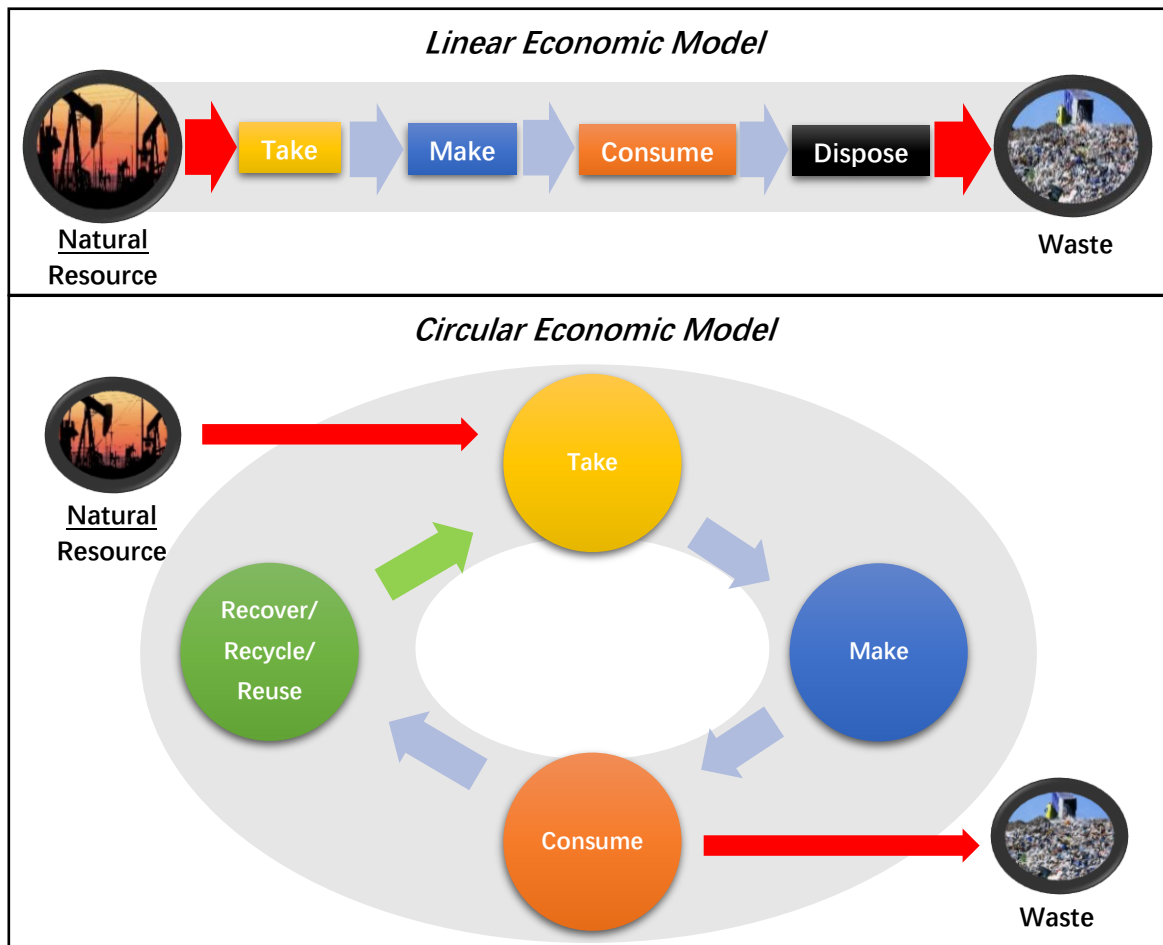 Linear Economic Model
Take
Make
Consume
Dispose
Natural
Resource
Waste
Circular Economic Model
Take
Natural
Resource
Recover/
Recycle/
Reuse
Make
Consume
Waste